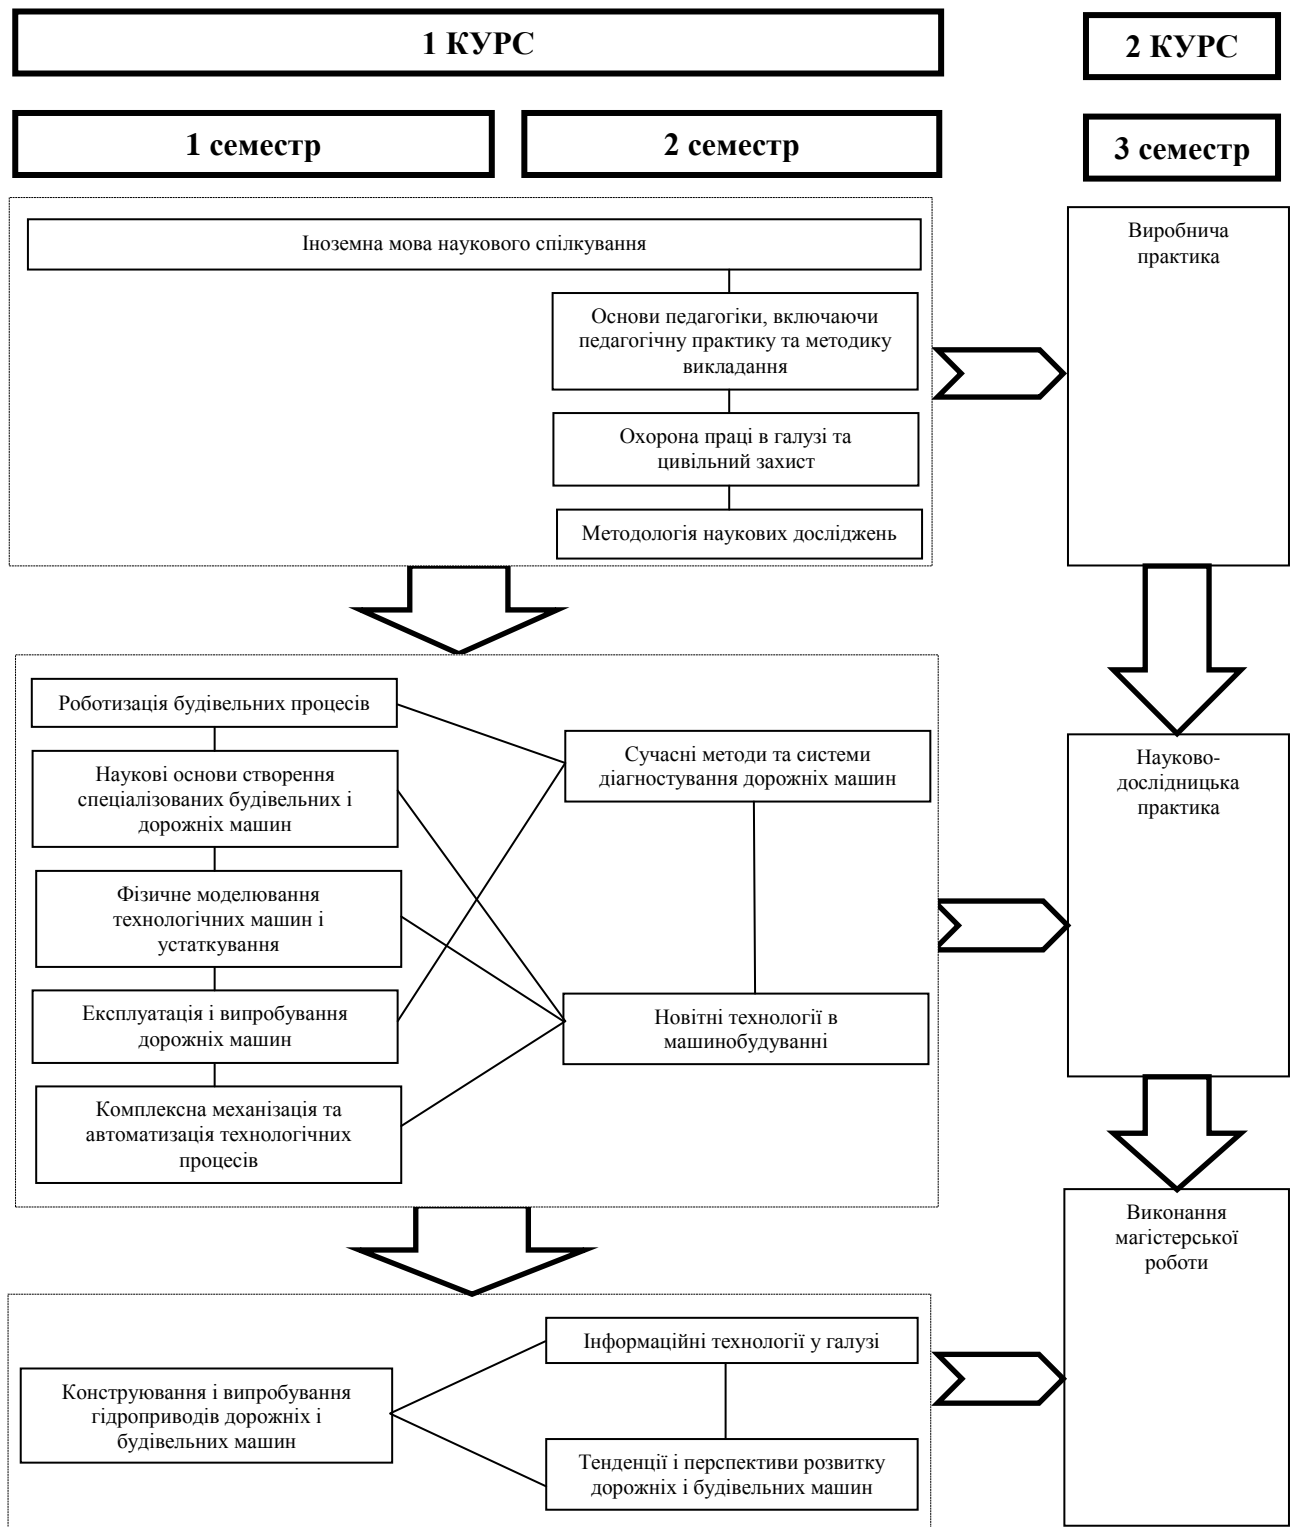 1 КУРС
2 КУРС
1 семестр
2 семестр
3 семестр
Іноземна мова наукового спілкування
Виробнича
практика
Основи педагогіки, включаючи
педагогічну практику та методику
викладання
Охорона праці в галузі та
цивільний захист
Методологія наукових досліджень
Роботизація будівельних процесів
Наукові основи створення
спеціалізованих будівельних і
дорожніх машин
Фізичне моделювання
технологічних машин і
устаткування
Експлуатація і випробування
дорожніх машин
Комплексна механізація та
автоматизація технологічних
процесів
Сучасні методи та системи
діагностування дорожніх машин
Новітні технології в
машинобудуванні
Науково-
дослідницька
практика
Конструювання і випробування
гідроприводів дорожніх і
будівельних машин
Інформаційні технології у галузі
Тенденції і перспективи розвитку
дорожніх і будівельних машин
Виконання
магістерської
роботи